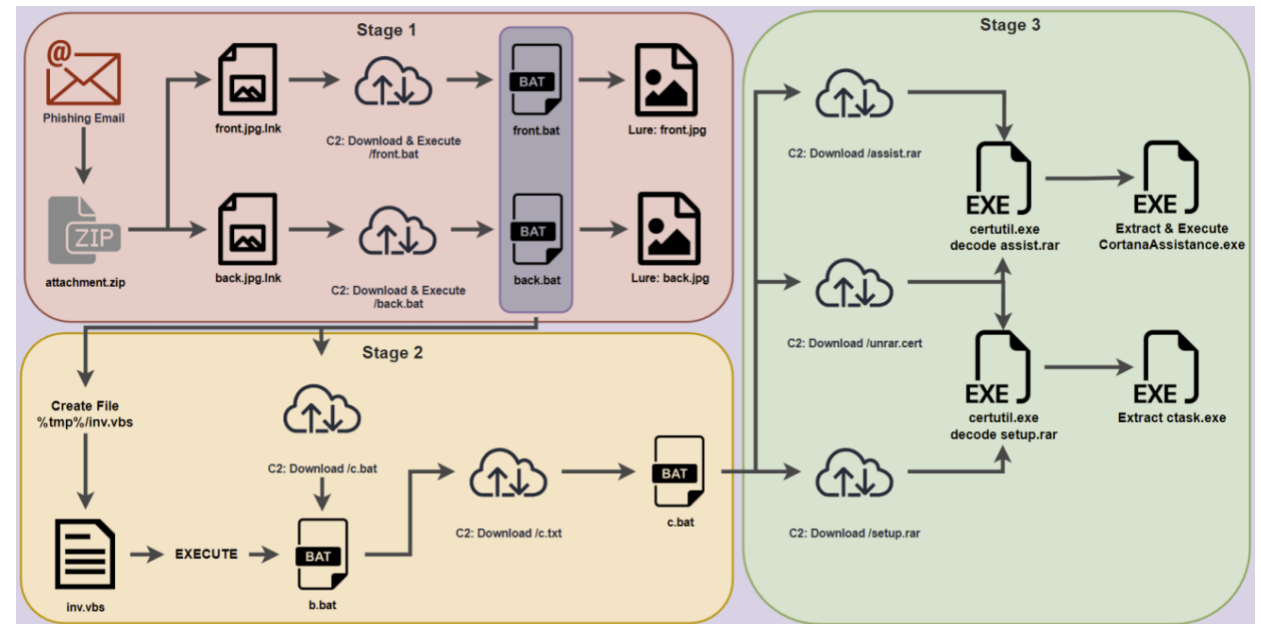 Stage 1
@
Phishing Email
ZIP
attachment.zip
front.jpg.lnk
C2: Download & Execute
/front.bat
BAT
front.bat
Lure: front.jpg
back.jpg.lnk
C2: Download & Execute
/back.bat
BAT
back.bat
Lure: back.jpg
Stage 2
Create File
%tmp%/inv.vbs
inv.vbs
EXECUTE
C2: Download /c.bat
BAT
b.bat
C2: Download /c.txt
BAT
c.bat
Stage 3
C2: Download /assist.rar
C2: Download /unrar.cert
C2: Download /setup.rar
EXE
certutil.exe
decode assist.rar
EXE
Extract & Execute
CortanaAssistance.exe
EXE
certutil.exe
decode setup.rar
EXE
Extract ctask.exe